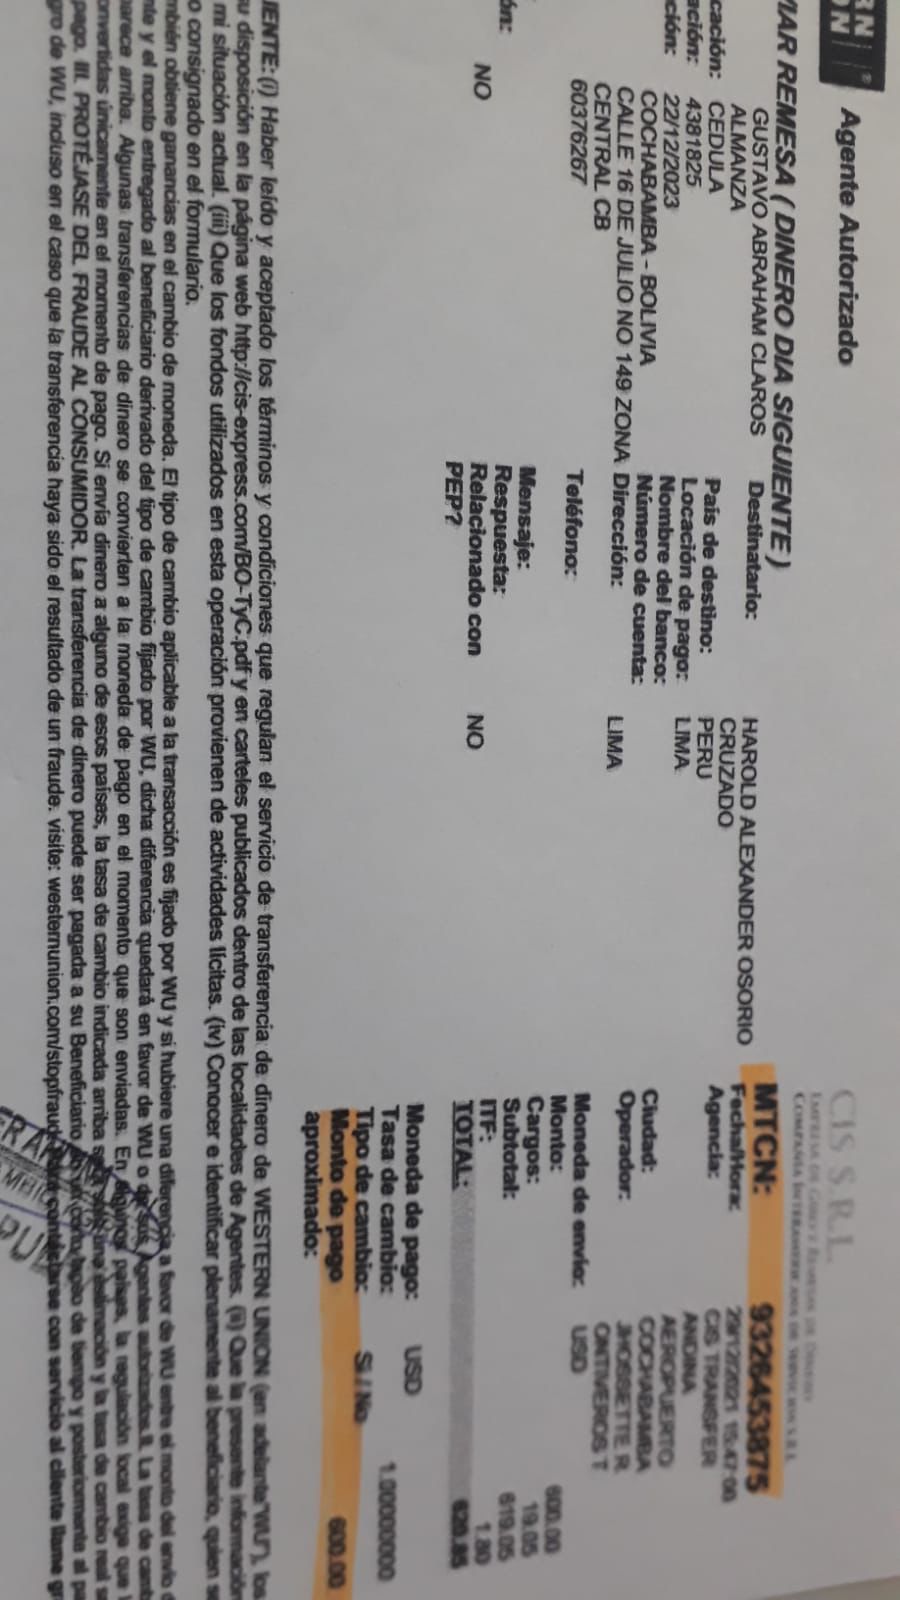 RN
ON
Agente Autorizado
CIS S.R.L.
EMPRESA DE GIRO Y REMESAS DE DINERO
COMPAÑÍA INTERAMERICANA DE SERVICIOS S.R.L
VIAR REMESA ( DINERO DIA SIGUIENTE )
GUSTAVO ABRAHAM CLAROS
ALMANZA
cación: CEDULA
ación: 4381825
ción: 22/12/2023
COCHABAMBA - BOLIVIA
CALLE 16 DE JULIO NO 149 ZONA
CENTRAL CB
60376267
ón:
NO
Destinatario: HAROLD ALEXANDER OSORIO
CRUZADO
País de destino: PERU
Locación de pago: LIMA
Nombre del banco:
Número de cuenta:
Dirección: LIMA
Teléfono:
Mensaje:
Respuesta:
Relacionado con NO
PEP?
MTCN: 9326453875
Fecha/Hora: 29/12/2021 15:47:00
Agencia: CIS TRANSFER
ANDINA
AEROPUERTO
Ciudad: COCHABAMBA
Operador: JHOSSETTE R.
ONTIVEROS T
Moneda de envío: USD
Monto: 600.00
Cargos: 19.05
Subtotal: 619.05
ITF: 1.80
TOTAL: 620.85
Moneda de pago: USD
Tasa de cambio: 1.00000000
Tipo de cambio: Si / No
Monto de pago 600.00
aproximado:
IENTE: (i) Haber leído y aceptado los términos y condiciones que regulan el servicio de transferencia de dinero de WESTERN UNION (en adelante"WU"), los
u disposición en la página web http://cis-express.com/BO-TyC.pdf y en carteles publicados dentro de las localidades de Agentes. (ii) Que la presente información
mi situación actual. (iii) Que los fondos utilizados en esta operación provienen de actividades lícitas. (iv) Conocer e identificar plenamente al beneficiario, quien s
o consignado en el formulario.
mbién obtiene ganancias en el cambio de moneda. El tipo de cambio aplicable a la transacción es fijado por WU y si hubiere una diferencia a favor de WU entre el monto del envío d
nte y el monto entregado al beneficiario derivado del tipo de cambio fijado por WU, dicha diferencia quedará en favor de WU o de sus Agentes autorizados.II. La tasa de camb
parece arriba. Algunas transferencias de dinero se convierten a la moneda de pago en el momento que son enviadas. En algunos países, la regulación local exige que l
onvertidas únicamente en el momento de pago. Si envía dinero a alguno de esos países, la tasa de cambio indicada arriba será sólo una estimación y la tasa de cambio real s
pago. III. PROTÉJASE DEL FRAUDE AL CONSUMIDOR. La transferencia de dinero puede ser pagada a su Beneficiario en un corto lapso de tiempo y posteriormente al pa
gro de WU, incluso en el caso que la transferencia haya sido el resultado de un fraude. visite: westernunion.com/stopfraud. Para contactarse con servicio al cliente llame gr